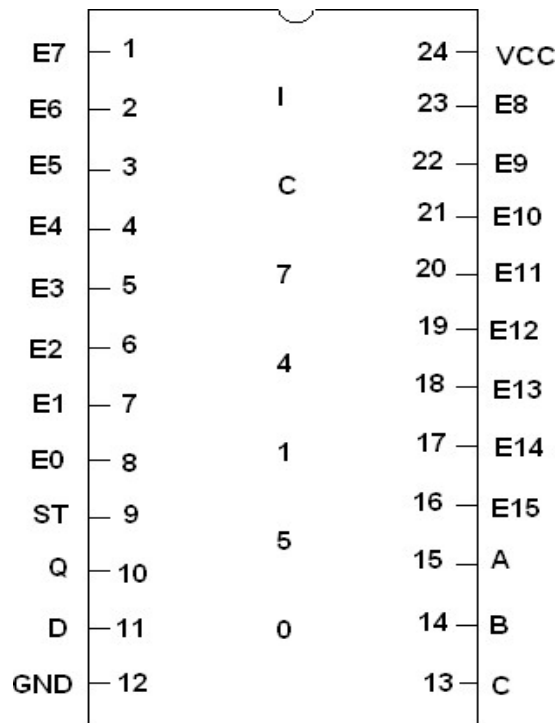 E7 1 24 VCC
I
E6 2 23 E8
E5 3 22 E9
C
E4 4 21 E10
E3 5 7 20 E11
E2 6 19 E12
4
E1 7 18 E13
E0 8 1 17 E14
ST 9 16 E15
5
Q 10 15 A
D 11 0 14 B
GND 12 13 C